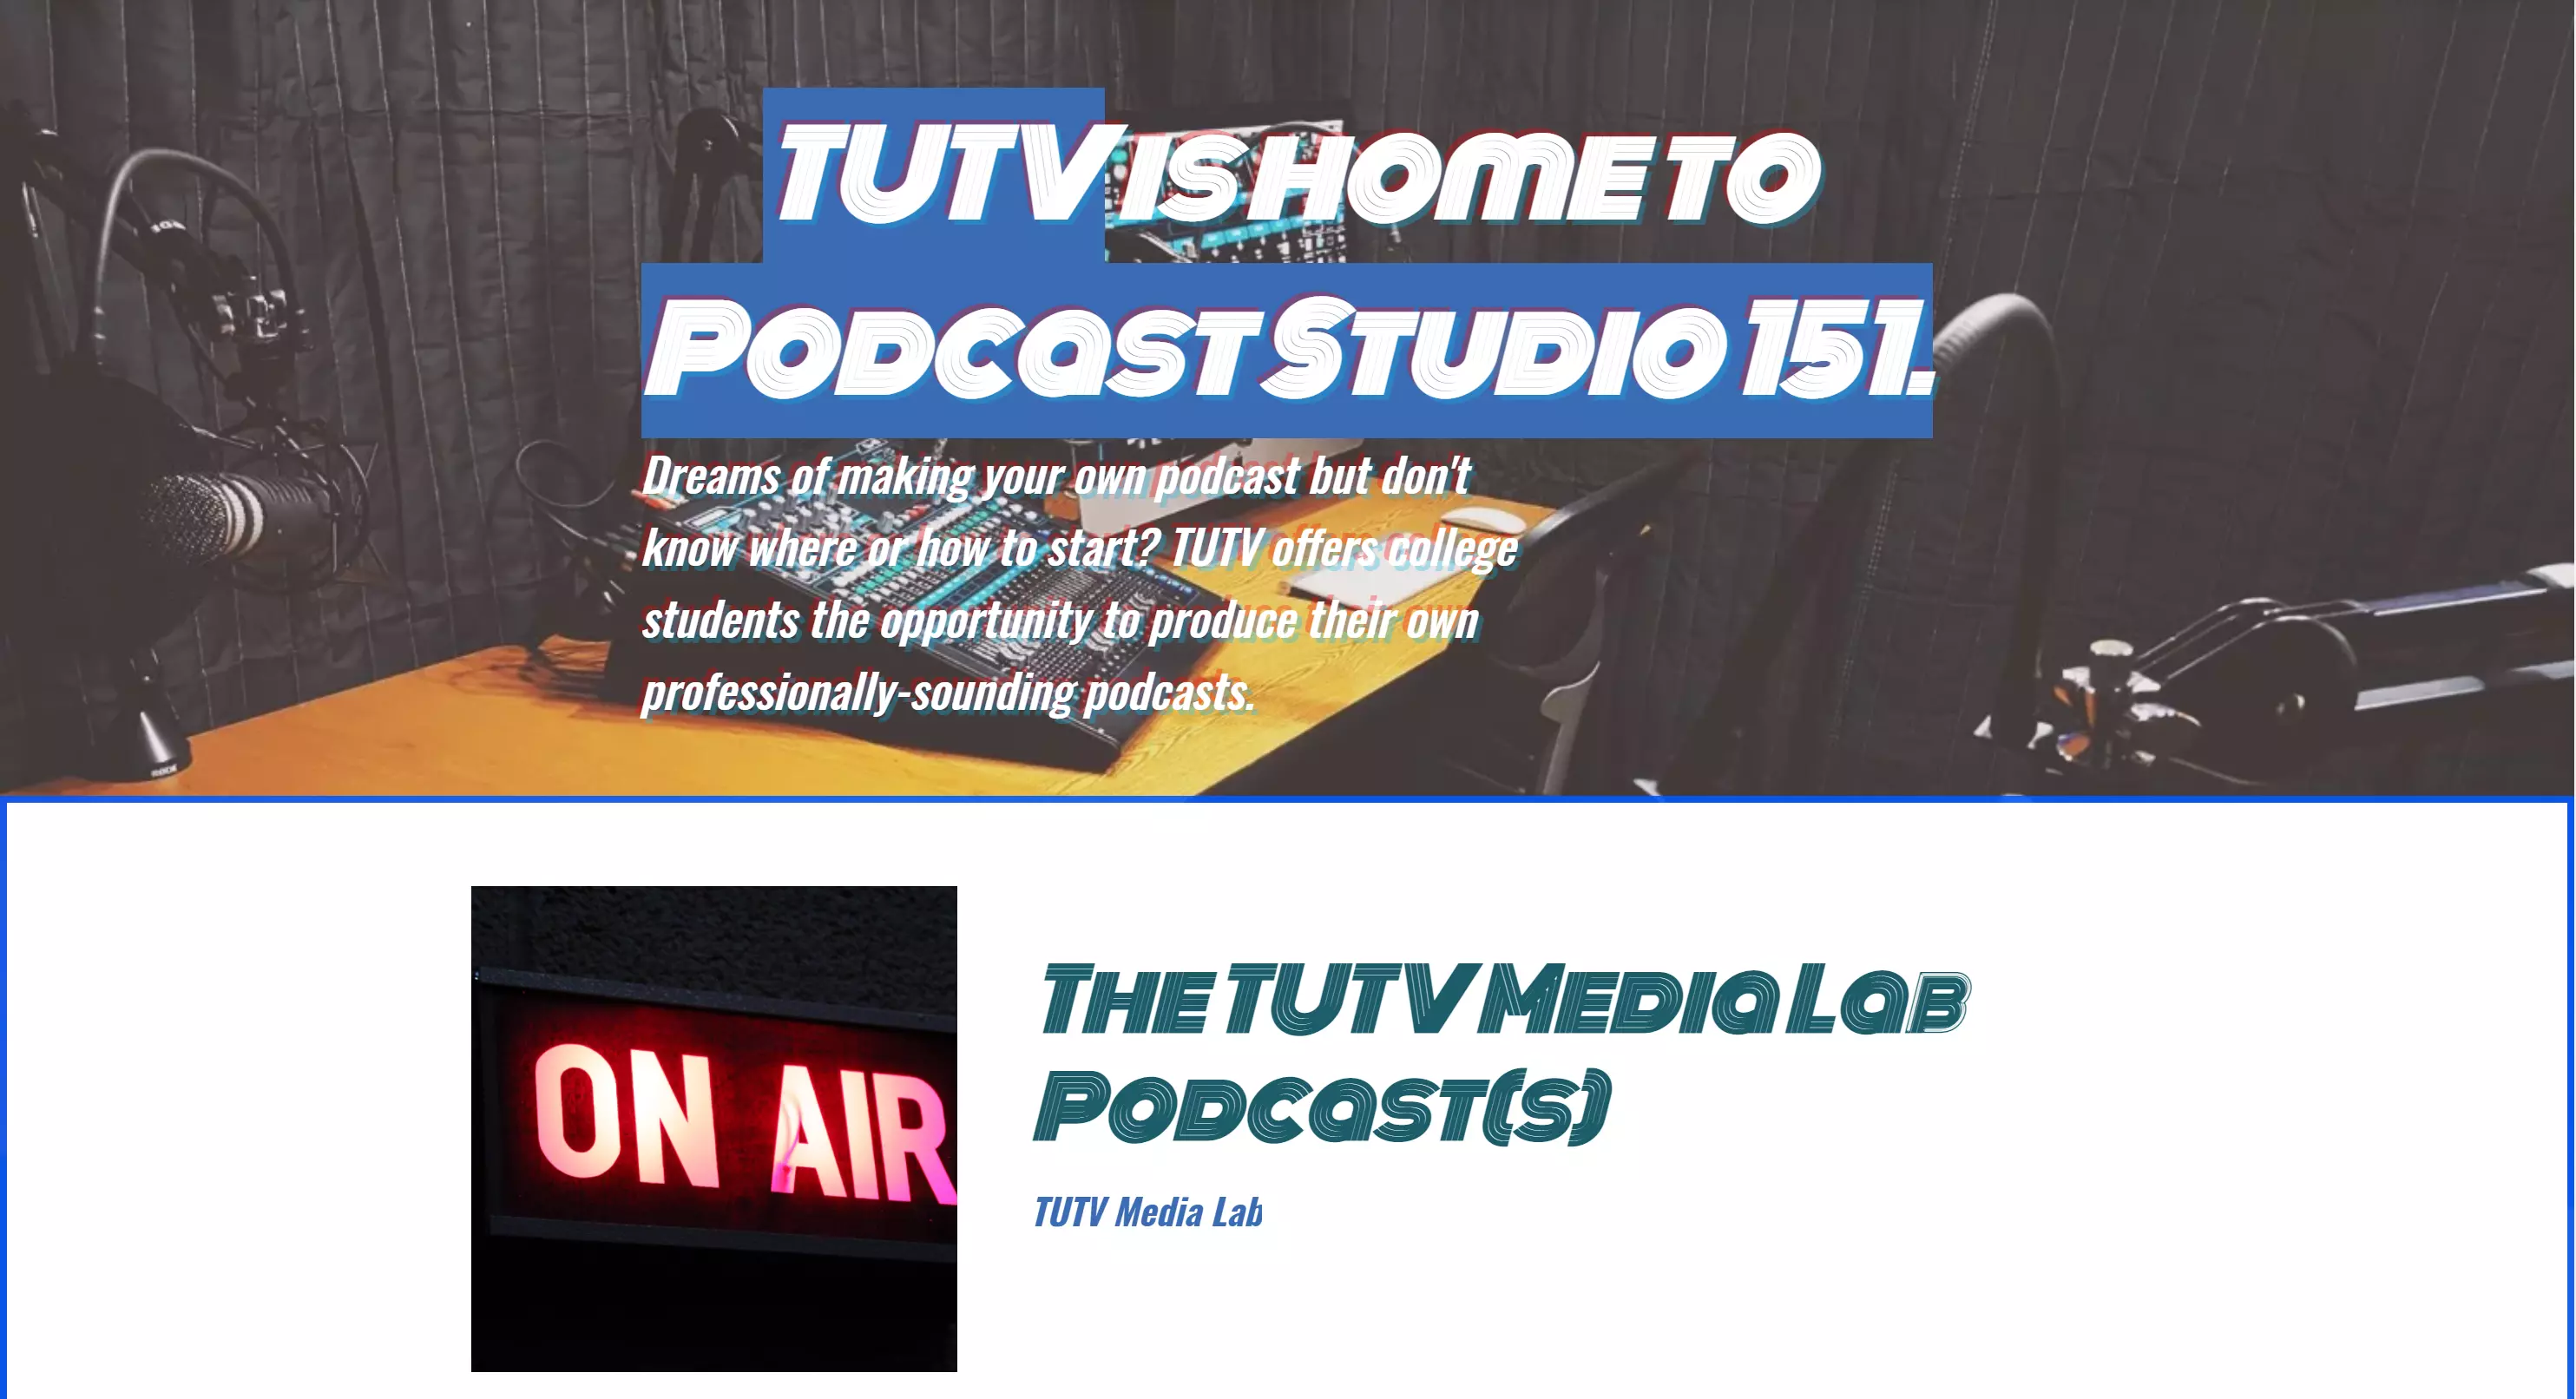 TUTV is Home to
Podcast Studio 151.
Dreams of making your own podcast but don't
know where or how to start? TUTV offers college
students the opportunity to produce their own
professionally-sounding podcasts.
RØDE
ON AIR
The TUTV Media Lab
Podcast(s)
TUTV Media Lab